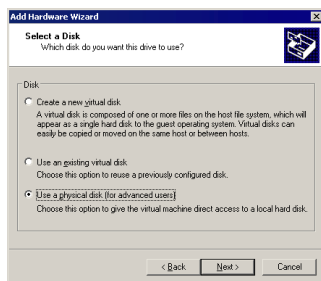 Add Hardware Wizard
Select a Disk
Which disk do you want this drive to use?
Disk
Create a new virtual disk
A virtual disk is composed of one or more files on the host file system, which will
appear as a single hard disk to the guest operating system. Virtual disks can
easily be copied or moved on the same host or between hosts.
Use an existing virtual disk
Choose this option to reuse a previously configured disk.
Use a physical disk (for advanced users)
Choose this option to give the virtual machine direct access to a local hard disk.
< Back
Next >
Cancel